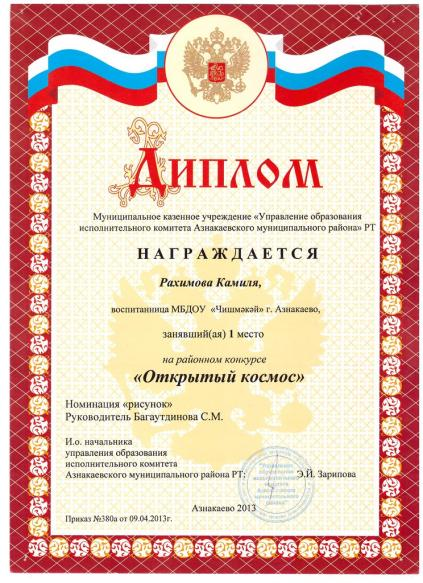 Диплом
Муниципальное казенное учреждение «Управление образования
исполнительного комитета Азнакаевского муниципального района» РТ
НАГРАЖДАЕТСЯ
Рахимова Камиля,
воспитанница МБДОУ «Чишмәкәй» г. Азнакаево,
занявший(ая) 1 место
на районном конкурсе
«Открытый космос»
Номинация «рисунок»
Руководитель Багаутдинова С.М.
И.о. начальника
управления образования
исполнительного комитета
Азнакаевского муниципального района РТ:
Э.Й. Зарипова
Азнакаево 2013
Приказ №380а от 09.04.2013г.